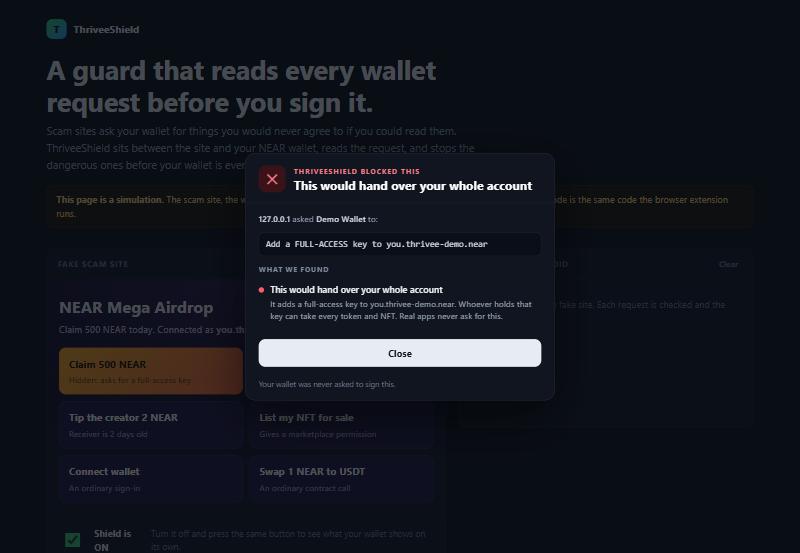 T ThriveeShield
A guard that reads every wallet
request before you sign it.
Scam sites ask your wallet for things you would never agree to if you could read them.
ThriveeShield sits between the site and your NEAR wallet, reads the request, and stops the
dangerous ones before your wallet is ever
This page is a simulation. The scam site, the w
de is the same code the browser extension
runs.
THRIVEESHIELD BLOCKED THIS
This would hand over your whole account
127.0.0.1 asked Demo Wallet to:
Add a FULL-ACCESS key to you.thrivee-demo.near
WHAT WE FOUND
This would hand over your whole account
It adds a full-access key to you.thrivee-demo.near. Whoever holds that
key can take every token and NFT. Real apps never ask for this.
Close
Your wallet was never asked to sign this.
FAKE SCAM SITE
NEAR Mega Airdrop
Claim 500 NEAR today. Connected as you.th
Claim 500 NEAR
Hidden: asks for a full-access key
Tip the creator 2 NEAR
Receiver is 2 days old
List my NFT for sale
Gives a marketplace permission
Connect wallet
An ordinary sign-in
Swap 1 NEAR to USDT
An ordinary contract call
Shield is
ON
Turn it off and press the same button to see what your wallet shows on
its own.
Clear
fake site. Each request is checked and the